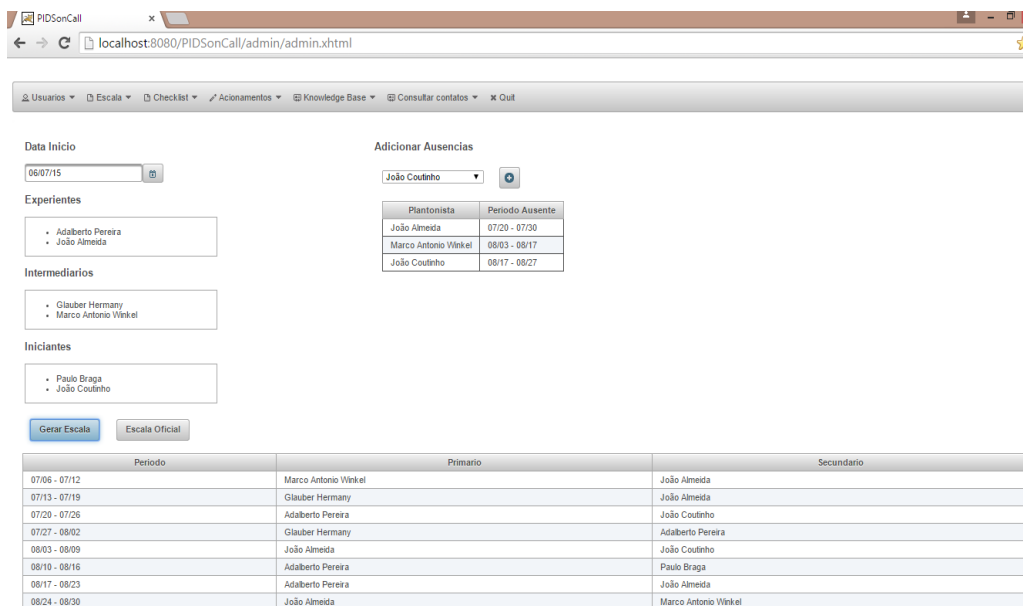 PIDSonCall
localhost:8080/PIDSonCall/admin/admin.xhtml
Usuarios Escala Checklist Acionamentos Knowledge Base Consultar contatos Quit
Data Inicio
06/07/15
Experientes
Adalberto Pereira
João Almeida
Intermediarios
Glauber Hermany
Marco Antonio Winkel
Iniciantes
Paulo Braga
João Coutinho
Adicionar Ausencias
João Coutinho
Plantonista Periodo Ausente
João Almeida 07/20 - 07/30
Marco Antonio Winkel 08/03 - 08/17
João Coutinho 08/17 - 08/27
Gerar Escala Escala Oficial
Periodo Primario Secundario
07/06 - 07/12 Marco Antonio Winkel João Almeida
07/13 - 07/19 Glauber Hermany João Almeida
07/20 - 07/26 Adalberto Pereira João Coutinho
07/27 - 08/02 Glauber Hermany Adalberto Pereira
08/03 - 08/09 João Almeida João Coutinho
08/10 - 08/16 Adalberto Pereira Paulo Braga
08/17 - 08/23 Adalberto Pereira João Almeida
08/24 - 08/30 João Almeida Marco Antonio Winkel